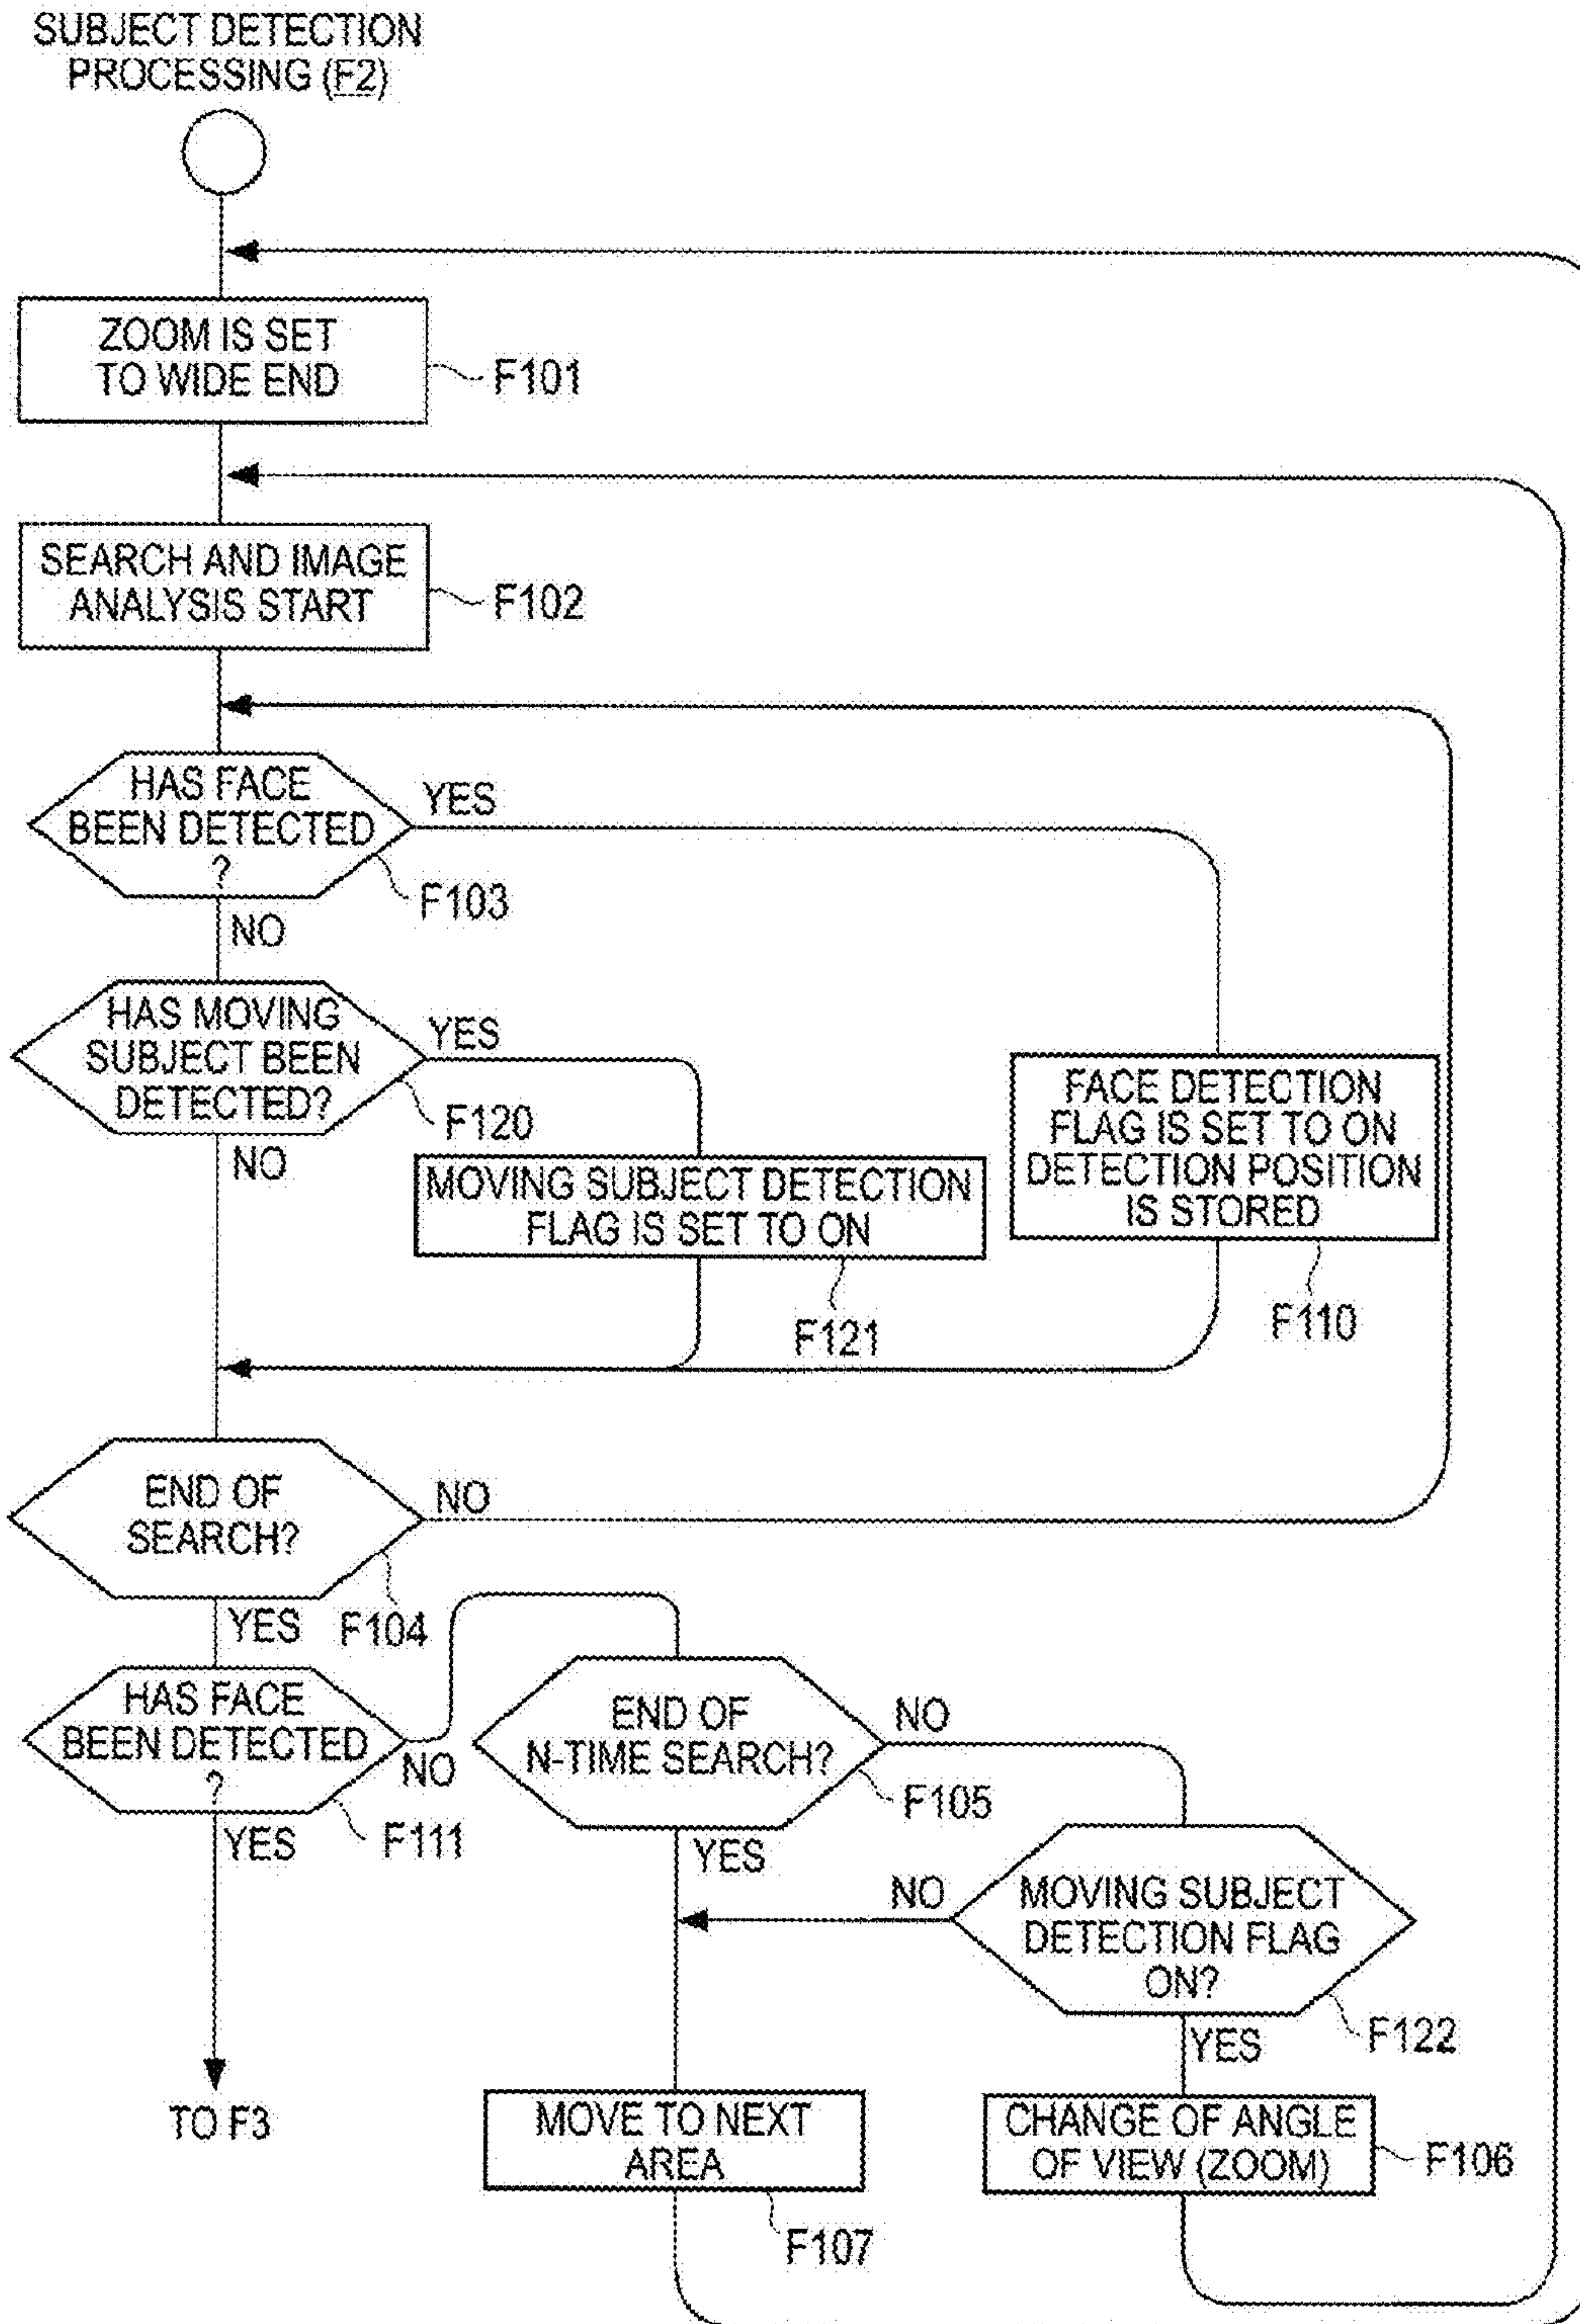 SUBJECT DETECTION
PROCESSING (F2)
ZOOM IS SET
TO WIDE END
F101
SEARCH AND IMAGE
ANALYSIS START
F102
HAS FACE
BEEN DETECTED
?
YES
F103
NO
HAS MOVING
SUBJECT BEEN
DETECTED?
YES
F120
NO
MOVING SUBJECT DETECTION
FLAG IS SET TO ON
F121
FACE DETECTION
FLAG IS SET TO ON
DETECTION POSITION
IS STORED
F110
END OF
SEARCH?
NO
F104
YES
HAS FACE
BEEN DETECTED
?
NO
F111
YES
TO F3
END OF
N-TIME SEARCH?
NO
F105
YES
MOVING SUBJECT
DETECTION FLAG
ON?
NO
F122
YES
MOVE TO NEXT
AREA
F107
CHANGE OF ANGLE
OF VIEW (ZOOM)
F106